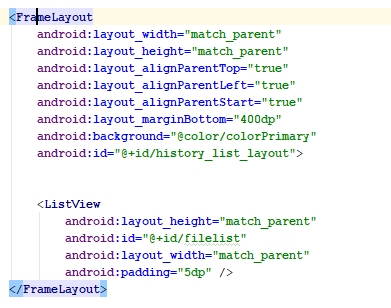 <FrameLayout
android:layout_width="match_parent"
android:layout_height="match_parent"
android:layout_alignParentTop="true"
android:layout_alignParentLeft="true"
android:layout_alignParentStart="true"
android:layout_marginBottom="400dp"
android:background="@color/colorPrimary"
android:id="@+id/history_list_layout">
<ListView
android:layout_height="match_parent"
android:id="@+id/filelist"
android:layout_width="match_parent"
android:padding="5dp" />
</FrameLayout>